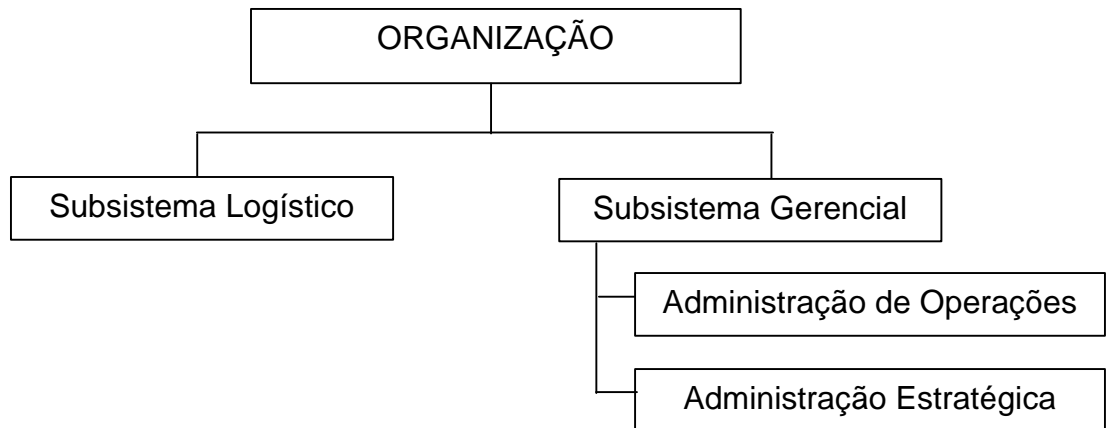 ORGANIZAÇÃO
Subsistema Logístico
Subsistema Gerencial
Administração de Operações
Administração Estratégica